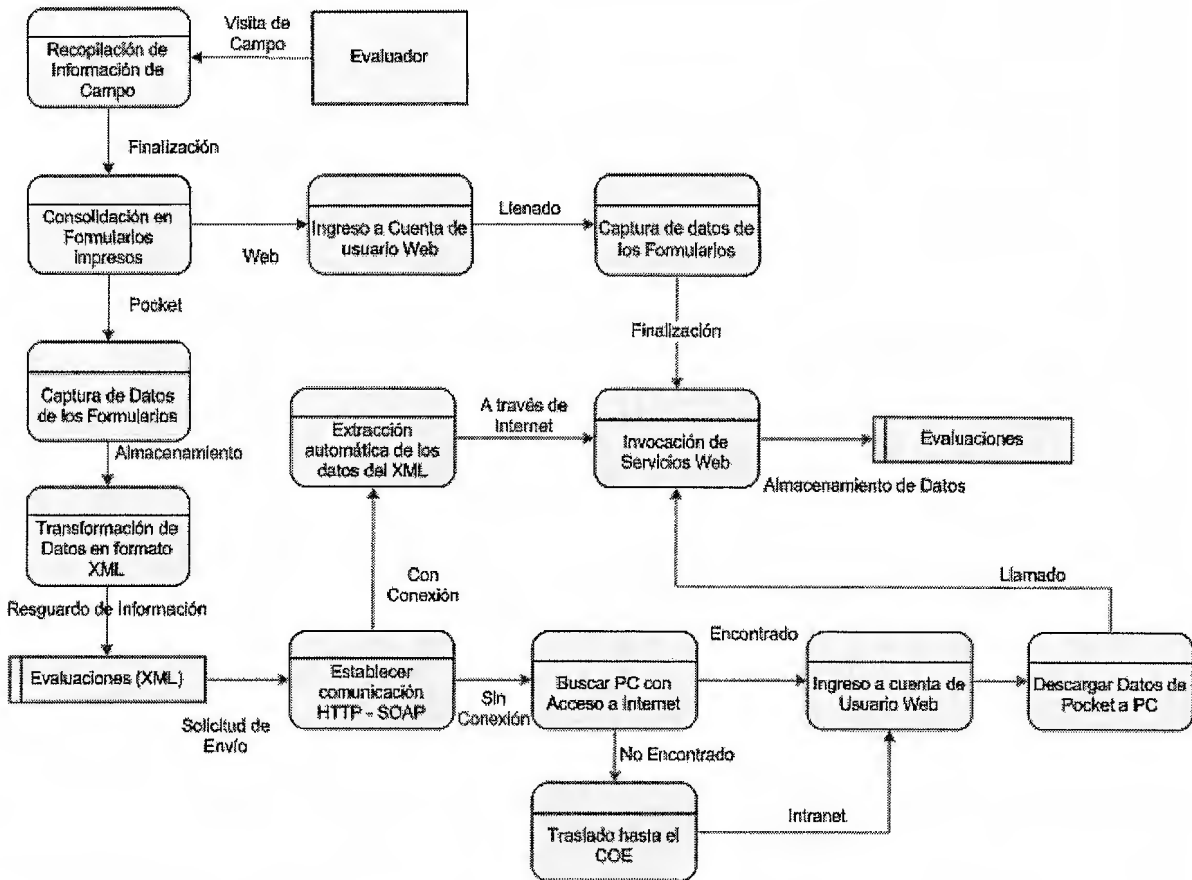 Visita de
Campo
Recopilación de
Información de
Campo
Evaluador
Finalización
Consolidación en
Formularios
impresos
Web
Ingreso a Cuenta de
usuario Web
Llenado
Captura de datos de
los Formularios
Pocket
Finalización
Captura de Datos
de los Formularios
Almacenamiento
Extracción
automática de los
datos del XML
A través de
Internet
Invocación de
Servicios Web
Evaluaciones
Almacenamiento de Datos
Transformación de
Datos en formato
XML
Resguardo de Información
Con
Conexión
Llamado
Evaluaciones (XML)
Solicitud de
Envío
Establecer
comunicación
HTTP - SOAP
Sin
Conexión
Buscar PC con
Acceso a Internet
Encontrado
Ingreso a cuenta de
Usuario Web
Descargar Datos de
Pocket a PC
No Encontrado
Traslado hasta el
COE
Intranet